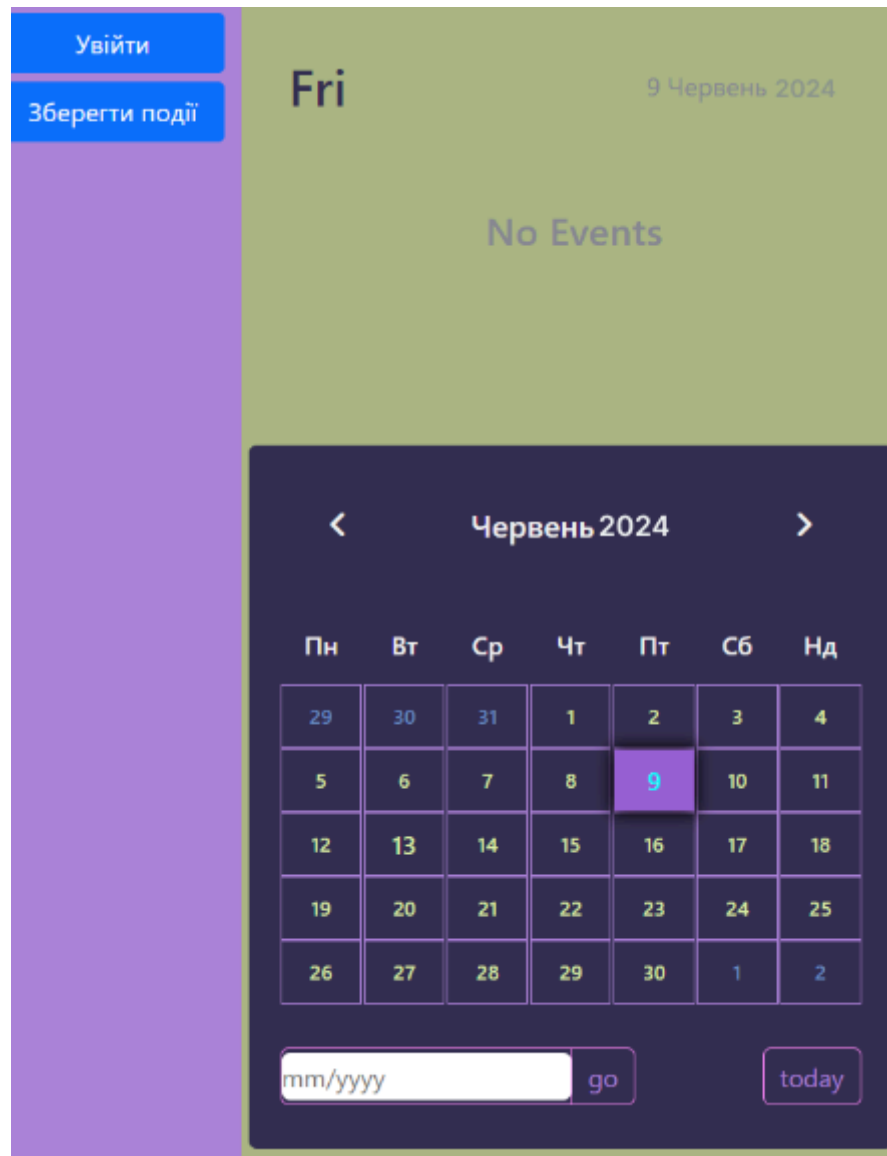 Увійти
Зберегти події
Fri
9 Червень 2024
No Events
Червень 2024
Пн Вт Ср Чт Пт Сб Нд
29 30 31 1 2 3 4
5 6 7 8 9 10 11
12 13 14 15 16 17 18
19 20 21 22 23 24 25
26 27 28 29 30 1 2
mm/yyyy go today